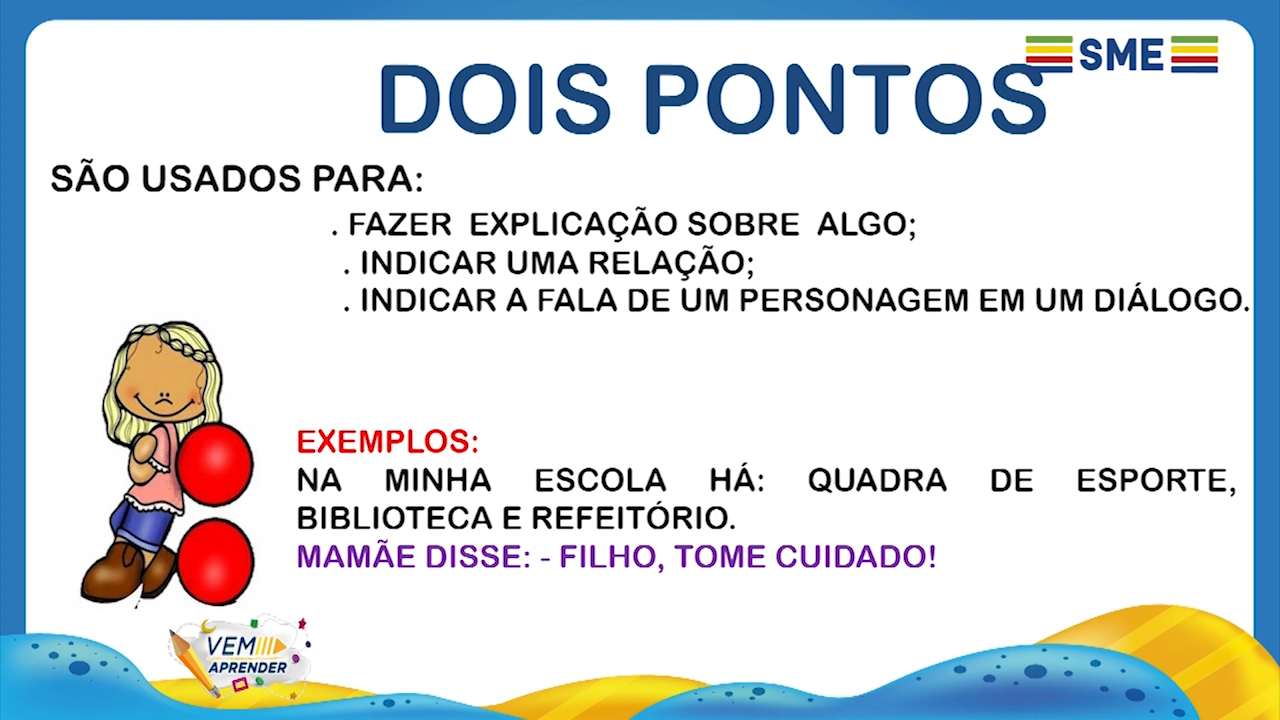 SME
DOIS PONTOS
SÃO USADOS PARA:
. FAZER EXPLICAÇÃO SOBRE ALGO;
. INDICAR UMA RELAÇÃO;
. INDICAR A FALA DE UM PERSONAGEM EM UM DIÁLOGO.
EXEMPLOS:
NA MINHA ESCOLA HÁ: QUADRA DE ESPORTE,
BIBLIOTECA E REFEITÓRIO.
MAMÃE DISSE: - FILHO, TOME CUIDADO!
VEM
APRENDER